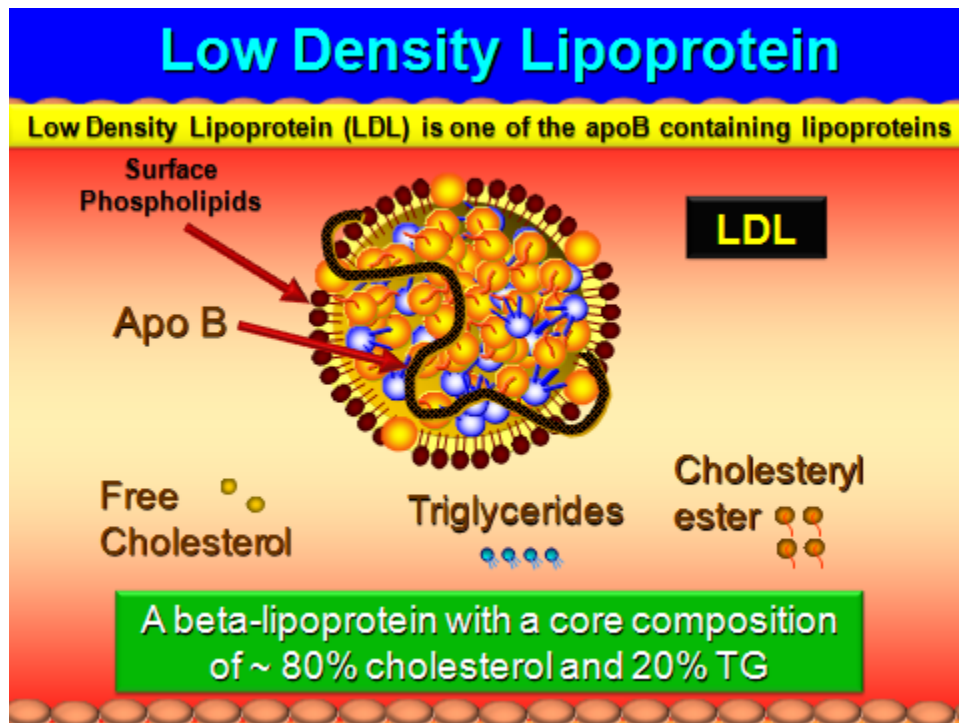 Low Density Lipoprotein
Low Density Lipoprotein (LDL) is one of the apoB containing lipoproteins
Surface
Phospholipids
LDL
Apo B
Free
Cholesterol
Triglycerides
Cholesteryl
ester
A beta-lipoprotein with a core composition
of ~ 80% cholesterol and 20% TG